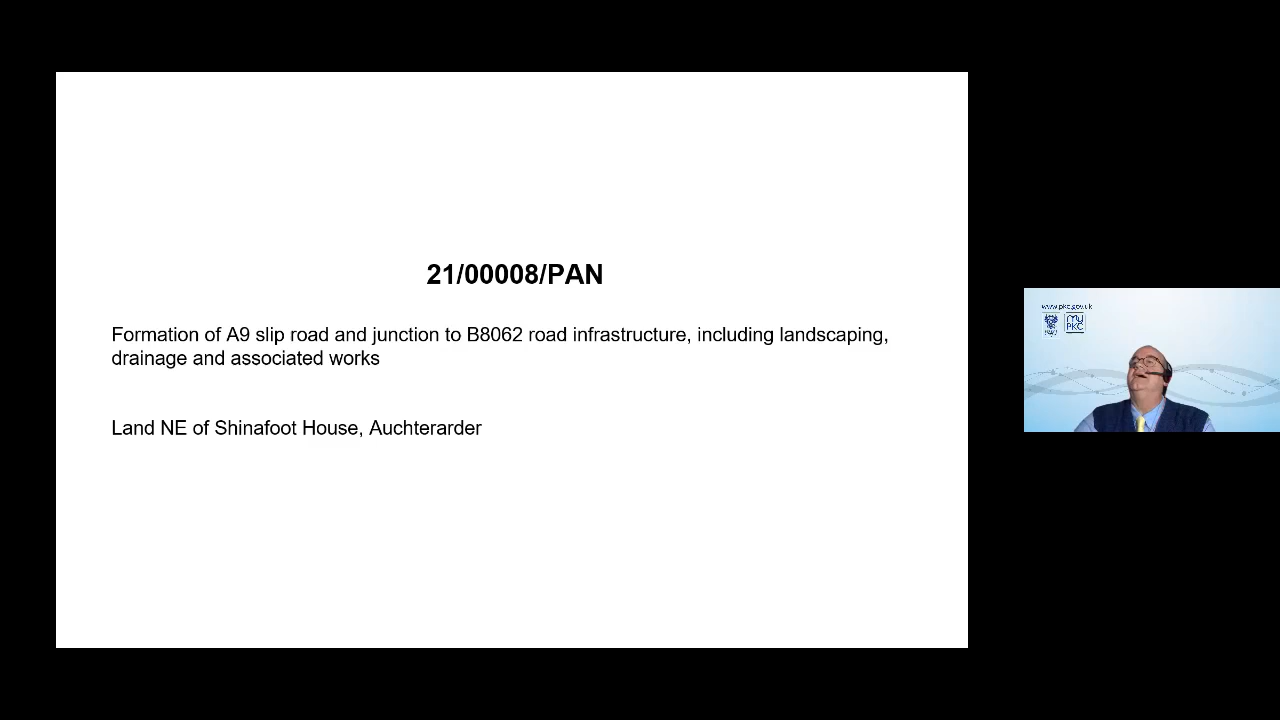 21/00008/PAN
Formation of A9 slip road and junction to B8062 road infrastructure, including landscaping,
drainage and associated works
Land NE of Shinafoot House, Auchterarder
www.pkc.gov.uk
my
PKC